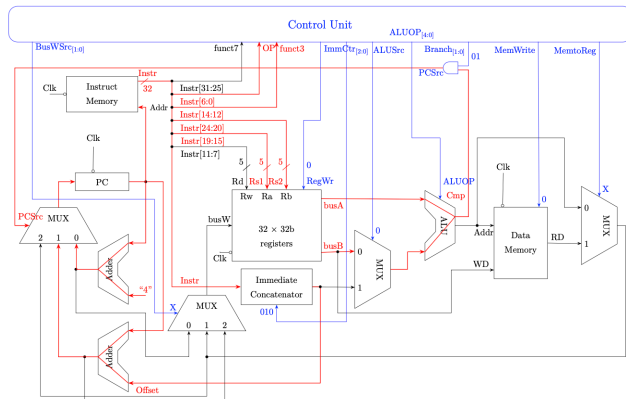 Control Unit
ALUOP[4:0]
BusWSrc[1:0]
funct7
OP
funct3
ImmCtr[2:0]
ALUSrc
Branch[1:0]
MemWrite
MemtoReg
01
PCSrc
Instr
32
Clk
Instruct
Memory
Addr
Instr[31:25]
Instr[6:0]
Instr[14:12]
Instr[24:20]
Instr[19:15]
Instr[11:7]
Clk
5
5
5
0
Clk
PC
Rd
Rs1
Rs2
RegWr
ALUOP
Cmp
X
Rw
Ra
Rb
busA
PCSrc
MUX
2
1
0
busW
32 × 32b
registers
Clk
busB
0
MUX
1
0
ALU
Addr
0
Data
Memory
RD
WD
0
MUX
1
Adder
"4"
Instr
Immediate
Concatenator
010
X
MUX
0
1
2
Adder
Offset